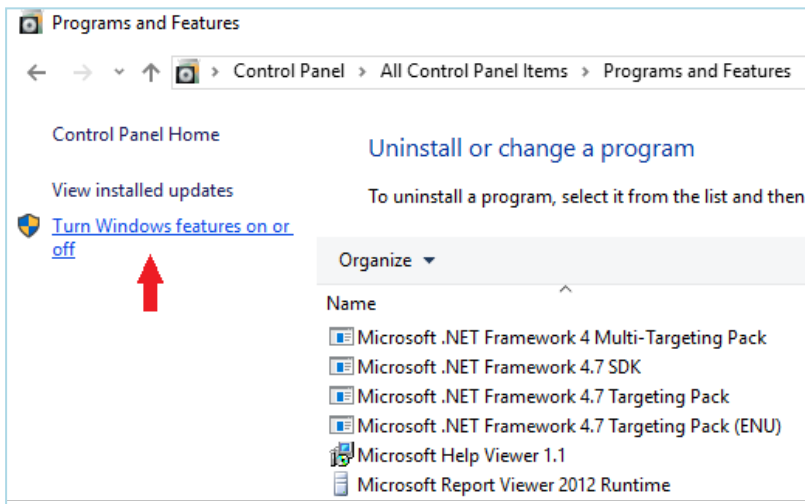 Programs and Features
Control Panel > All Control Panel Items > Programs and Features
Control Panel Home
View installed updates
Turn Windows features on or
off
Uninstall or change a program
To uninstall a program, select it from the list and then
Organize
Name
Microsoft .NET Framework 4 Multi-Targeting Pack
Microsoft .NET Framework 4.7 SDK
Microsoft .NET Framework 4.7 Targeting Pack
Microsoft .NET Framework 4.7 Targeting Pack (ENU)
Microsoft Help Viewer 1.1
Microsoft Report Viewer 2012 Runtime